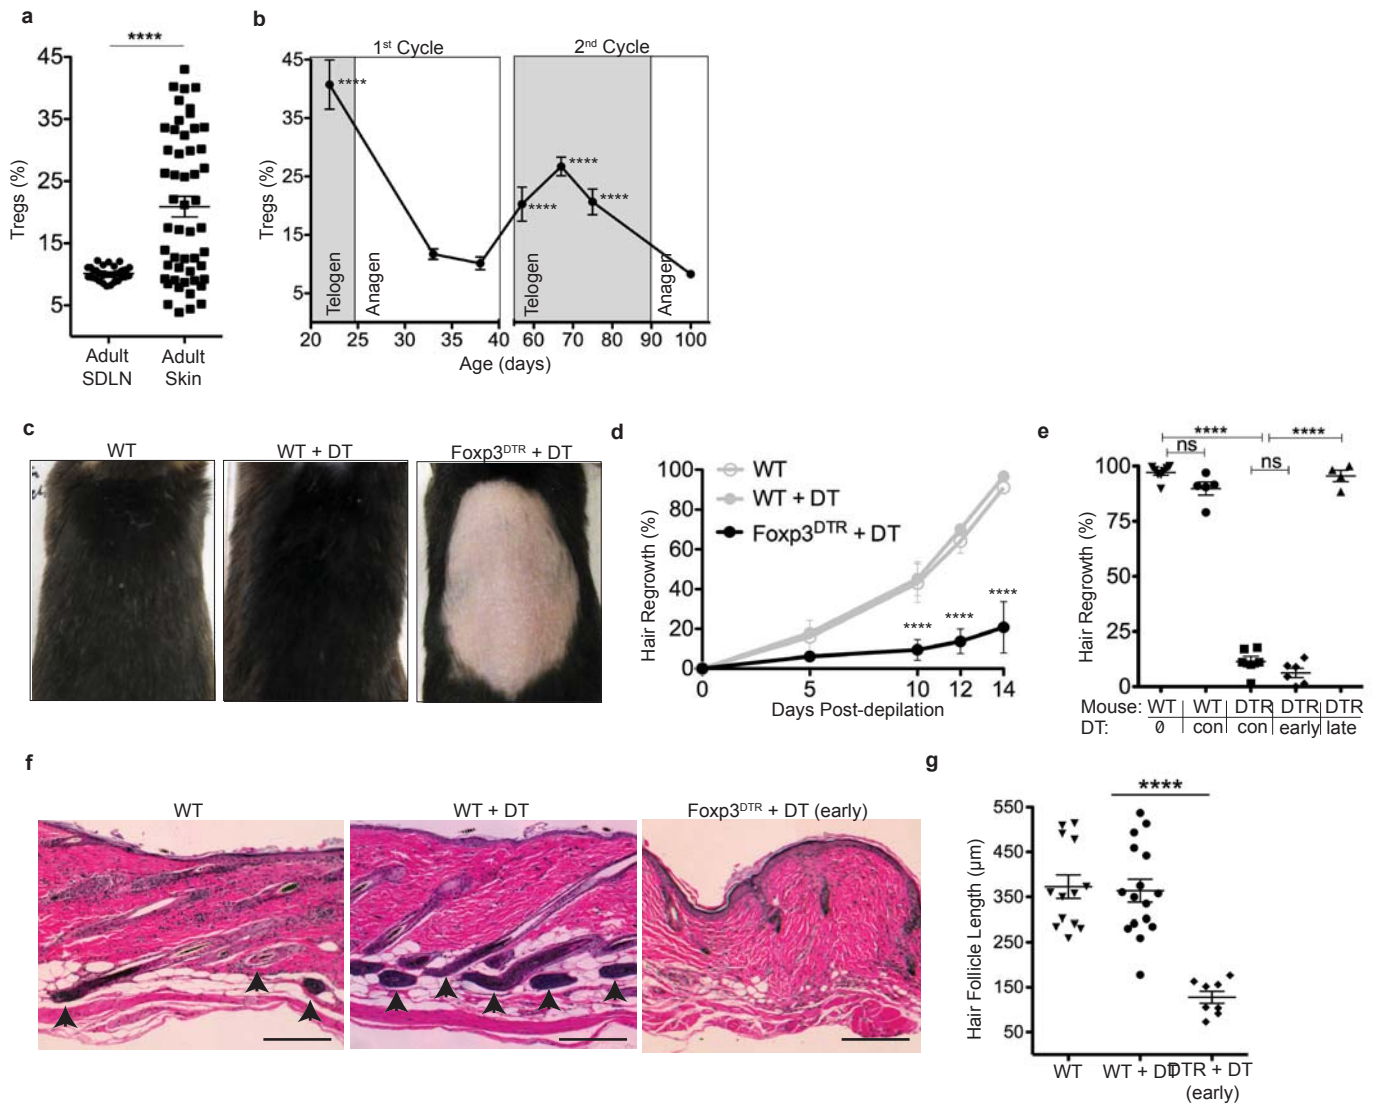 a
****
45
35
25
15
5
Tregs (%)
Adult SDLN
Adult Skin
b
1st Cycle
2nd Cycle
45
35
25
15
5
Tregs (%)
****
****
****
****
Telogen
Anagen
Telogen
Anagen
20 25 30 35 40
60 70 80 90 100
Age (days)
c
WT
WT + DT
Foxp3DTR + DT
d
WT
WT + DT
Foxp3DTR + DT
100
80
60
40
20
0
Hair Regrowth (%)
****
****
****
0 5 10 12 14
Days Post-depilation
e
****
****
ns
ns
100
75
50
25
0
Hair Regrowth (%)
Mouse: WT WT DTR DTR DTR
DT: 0 con con early late
f
WT
WT + DT
Foxp3DTR + DT (early)
g
****
550
450
350
250
150
50
Hair Follicle Length (µm)
WT
WT + DT
DTR + DT
(early)